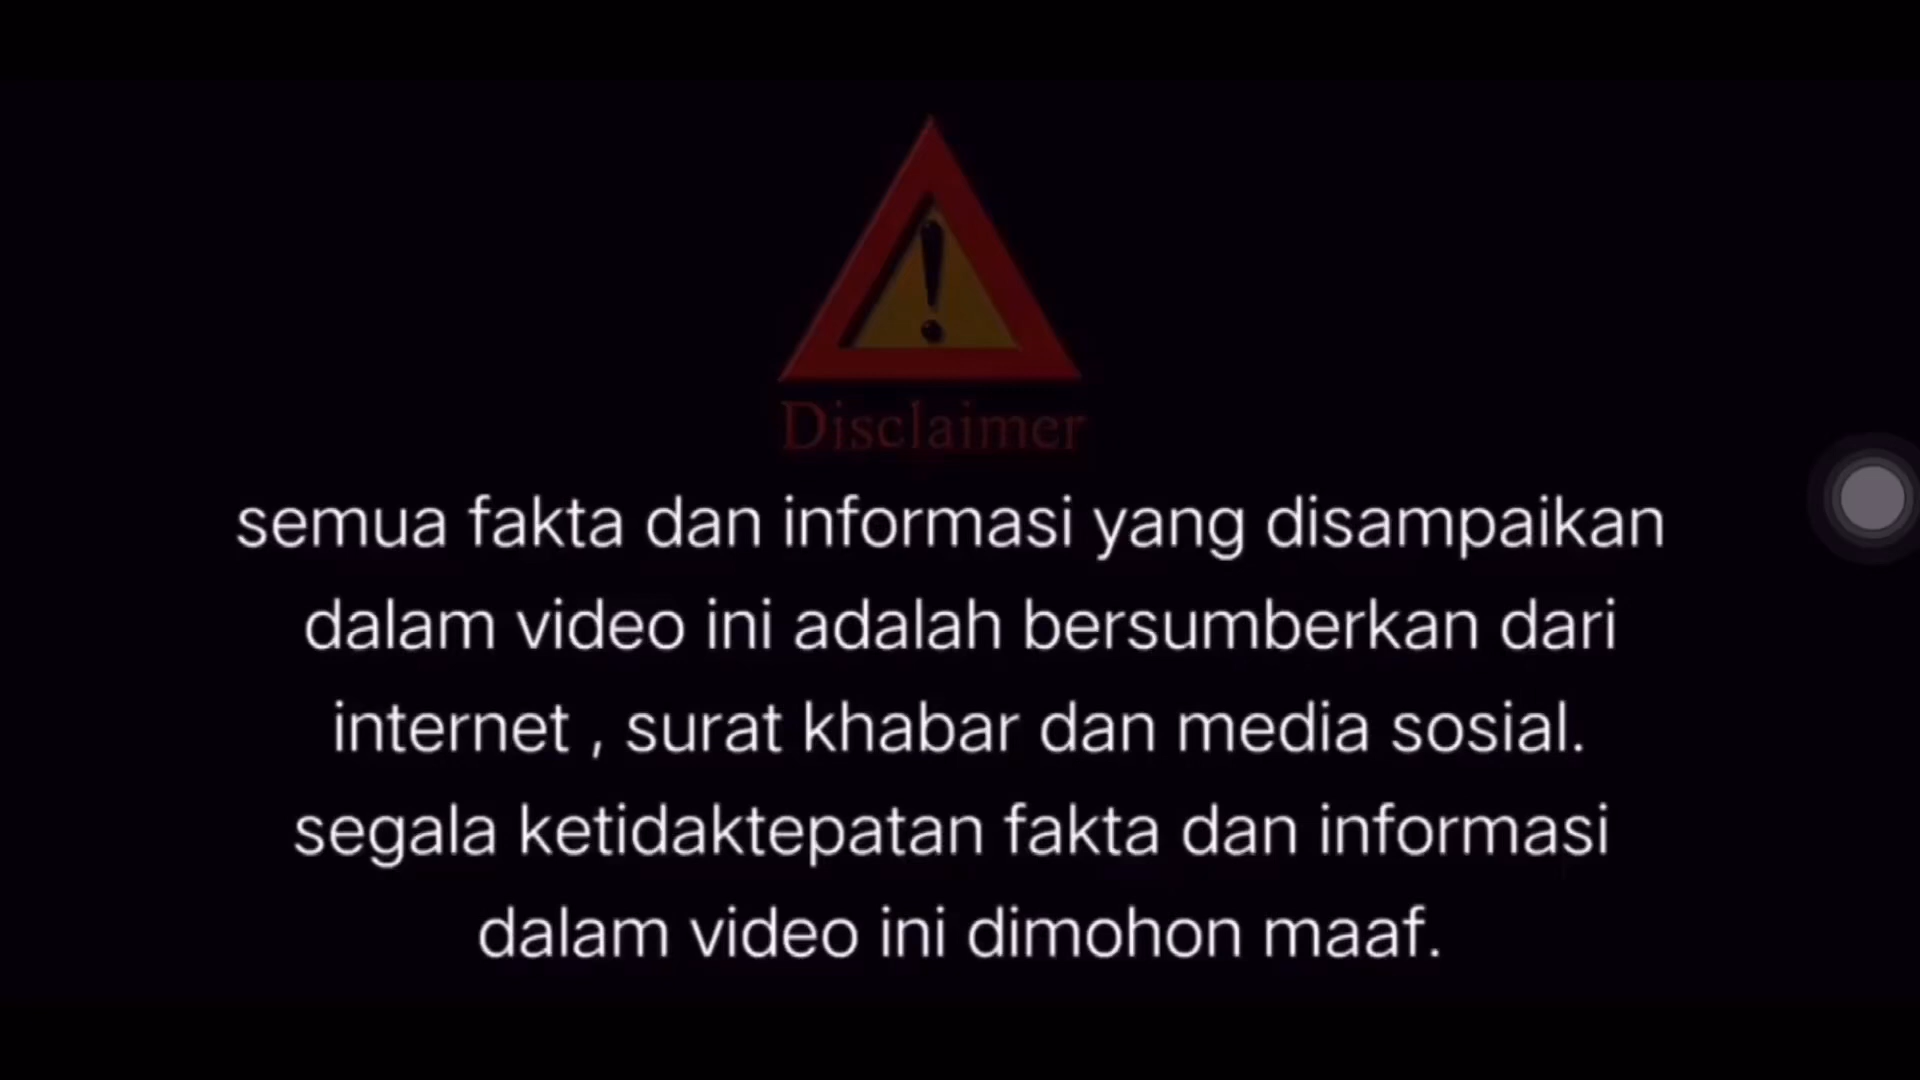 Disclaimer
semua fakta dan informasi yang disampaikan
dalam video ini adalah bersumberkan dari
internet , surat khabar dan media sosial.
segala ketidaktepatan fakta dan informasi
dalam video ini dimohon maaf.